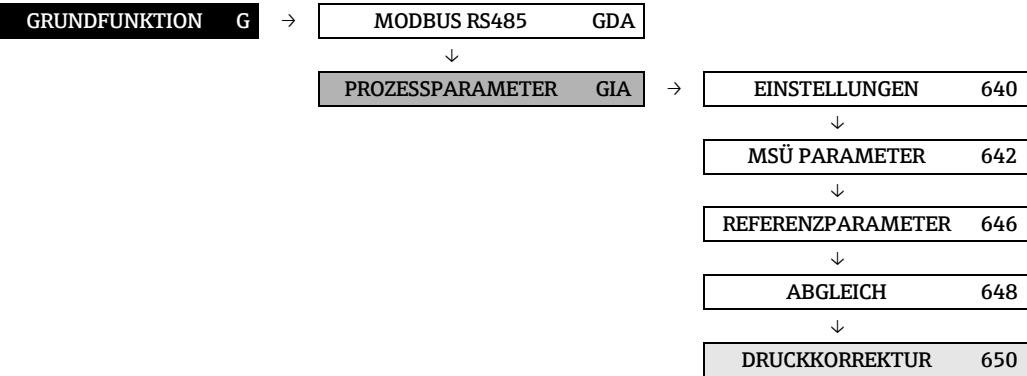 GRUNDFUNKTION G → MODBUS RS485 GDA
↓
PROZESSPARAMETER GIA → EINSTELLUNGEN 640
↓
MSÜ PARAMETER 642
↓
REFERENZPARAMETER 646
↓
ABGLEICH 648
↓
DRUCKKORREKTUR 650